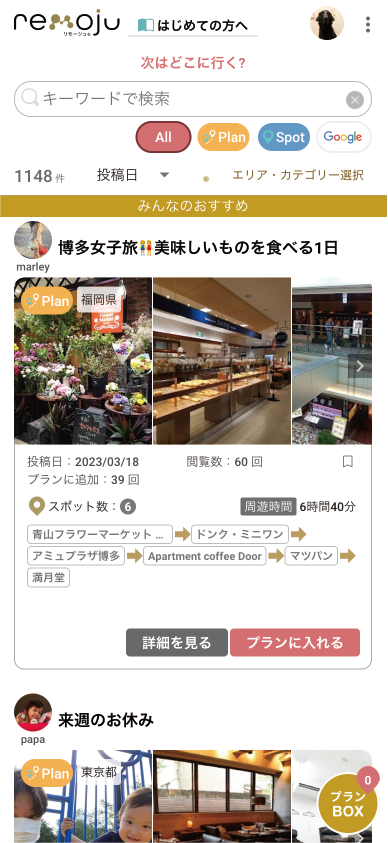 remoju
リモージュ
はじめての方へ
次はどこに行く?
キーワードで検索
All
Plan
Spot
Google
1148 件
投稿日
エリア・カテゴリー選択
みんなのおすすめ
marley
博多女子旅👭美味しいものを食べる1日
Plan
福岡県
投稿日：2023/03/18
閲覧数：60 回
プランに追加：39 回
スポット数： 6
周遊時間 6時間40分
青山フラワーマーケット ...
ドンク・ミニワン
アミュプラザ博多
Apartment coffee Door
マツパン
満月堂
詳細を見る
プランに入れる
papa
来週のお休み
Plan
東京都
0
プラン
BOX